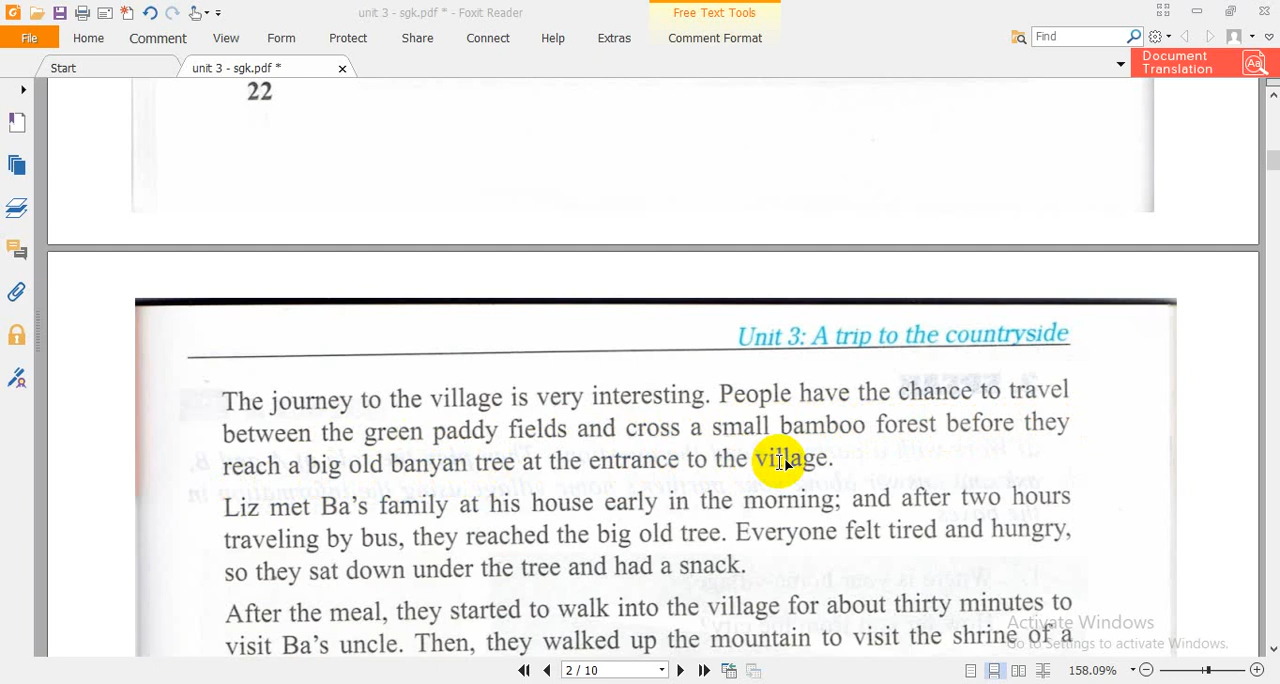 unit 3 - sgk.pdf * - Foxit Reader
Free Text Tools
File Home Comment View Form Protect Share Connect Help Extras Comment Format
Find
Start
unit 3 - sgk.pdf *
Document
Translation
22
Unit 3: A trip to the countryside
The journey to the village is very interesting. People have the chance to travel
between the green paddy fields and cross a small bamboo forest before they
reach a big old banyan tree at the entrance to the village.
Liz met Ba's family at his house early in the morning; and after two hours
traveling by bus, they reached the big old tree. Everyone felt tired and hungry,
so they sat down under the tree and had a snack.
After the meal, they started to walk into the village for about thirty minutes to
visit Ba's uncle. Then, they walked up the mountain to visit the shrine of a
Activate Windows
Go to Settings to activate Windows.
2 / 10
158.09%